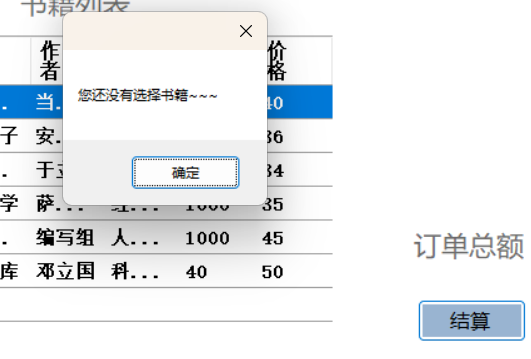 书籍列表
作者
价格
您还没有选择书籍~~~
确定
. 当. 40
子 安. 36
. 于立 34
学 萨... 1000 35
. 编写组 人... 1000 45
库 邓立国 科... 40 50
订单总额
结算